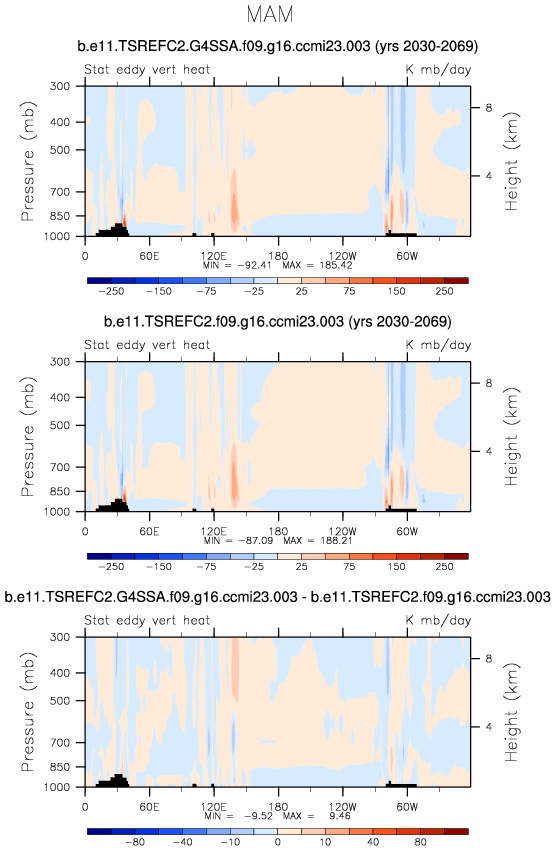 MAM
b.e11.TSREFC2.G4SSA.f09.g16.ccmi23.003 (yrs 2030-2069)
Stat eddy vert heat K mb/day
300
400
500
700
850
1000
Pressure (mb)
8
4
Height (km)
0 60E 120E 180 120W 60W
MIN = -92.41 MAX = 185.42
-250 -150 -75 -25 25 75 150 250
b.e11.TSREFC2.f09.g16.ccmi23.003 (yrs 2030-2069)
Stat eddy vert heat K mb/day
300
400
500
700
850
1000
Pressure (mb)
8
4
Height (km)
0 60E 120E 180 120W 60W
MIN = -87.09 MAX = 188.21
-250 -150 -75 -25 25 75 150 250
b.e11.TSREFC2.G4SSA.f09.g16.ccmi23.003 - b.e11.TSREFC2.f09.g16.ccmi23.003
Stat eddy vert heat K mb/day
300
400
500
700
850
1000
Pressure (mb)
8
4
Height (km)
0 60E 120E 180 120W 60W
MIN = -9.52 MAX = 9.46
-80 -40 -10 0 10 40 80